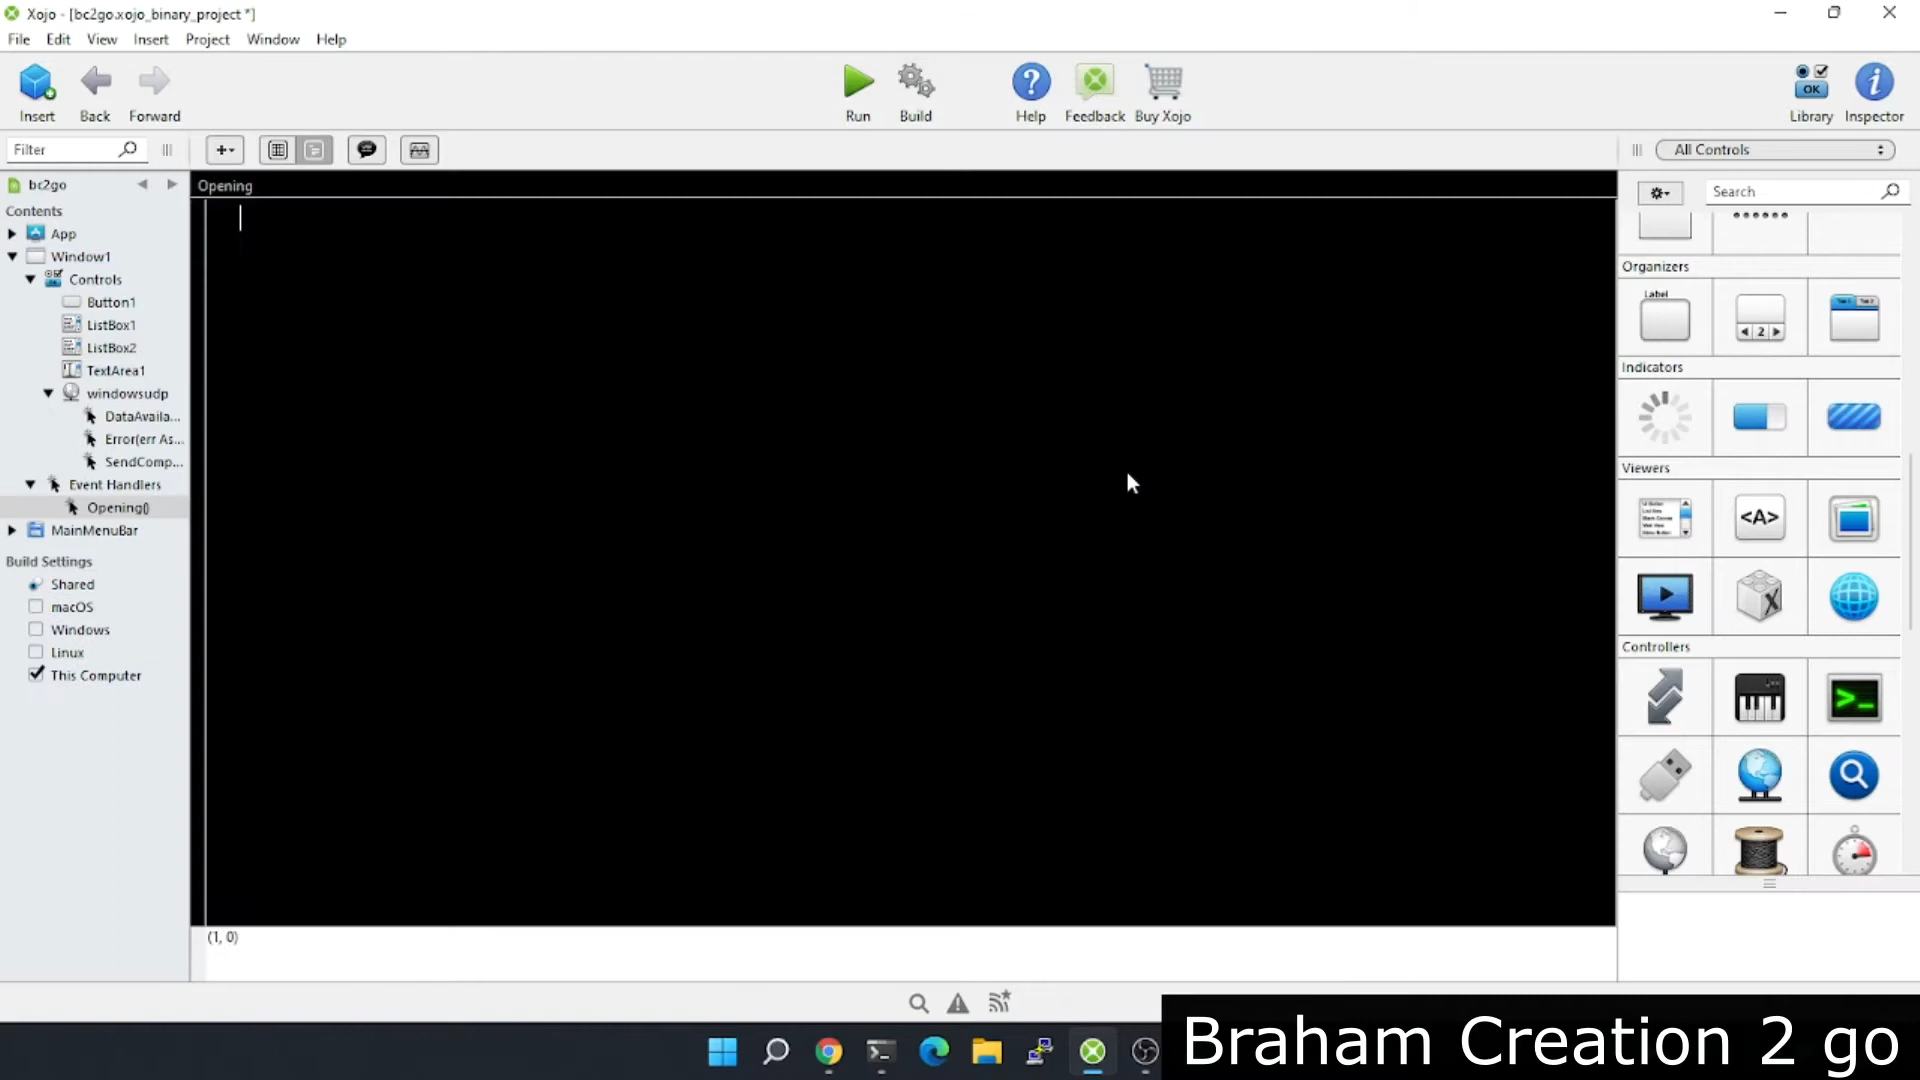 Xojo - [bc2go.xojo_binary_project *]
File Edit View Insert Project Window Help
Insert Back Forward Run Build Help Feedback Buy Xojo Library Inspector
Filter
All Controls
bc2go
Opening
Search
Contents
App
Window1
Controls
Button1
ListBox1
ListBox2
TextArea1
windowsudp
DataAvaila...
Error(err As...
SendComp...
Event Handlers
Opening()
MainMenuBar
Build Settings
Shared
macOS
Windows
Linux
This Computer
Label
Organizers
Indicators
Viewers
<A>
Controllers
(1, 0)
Braham Creation 2 go